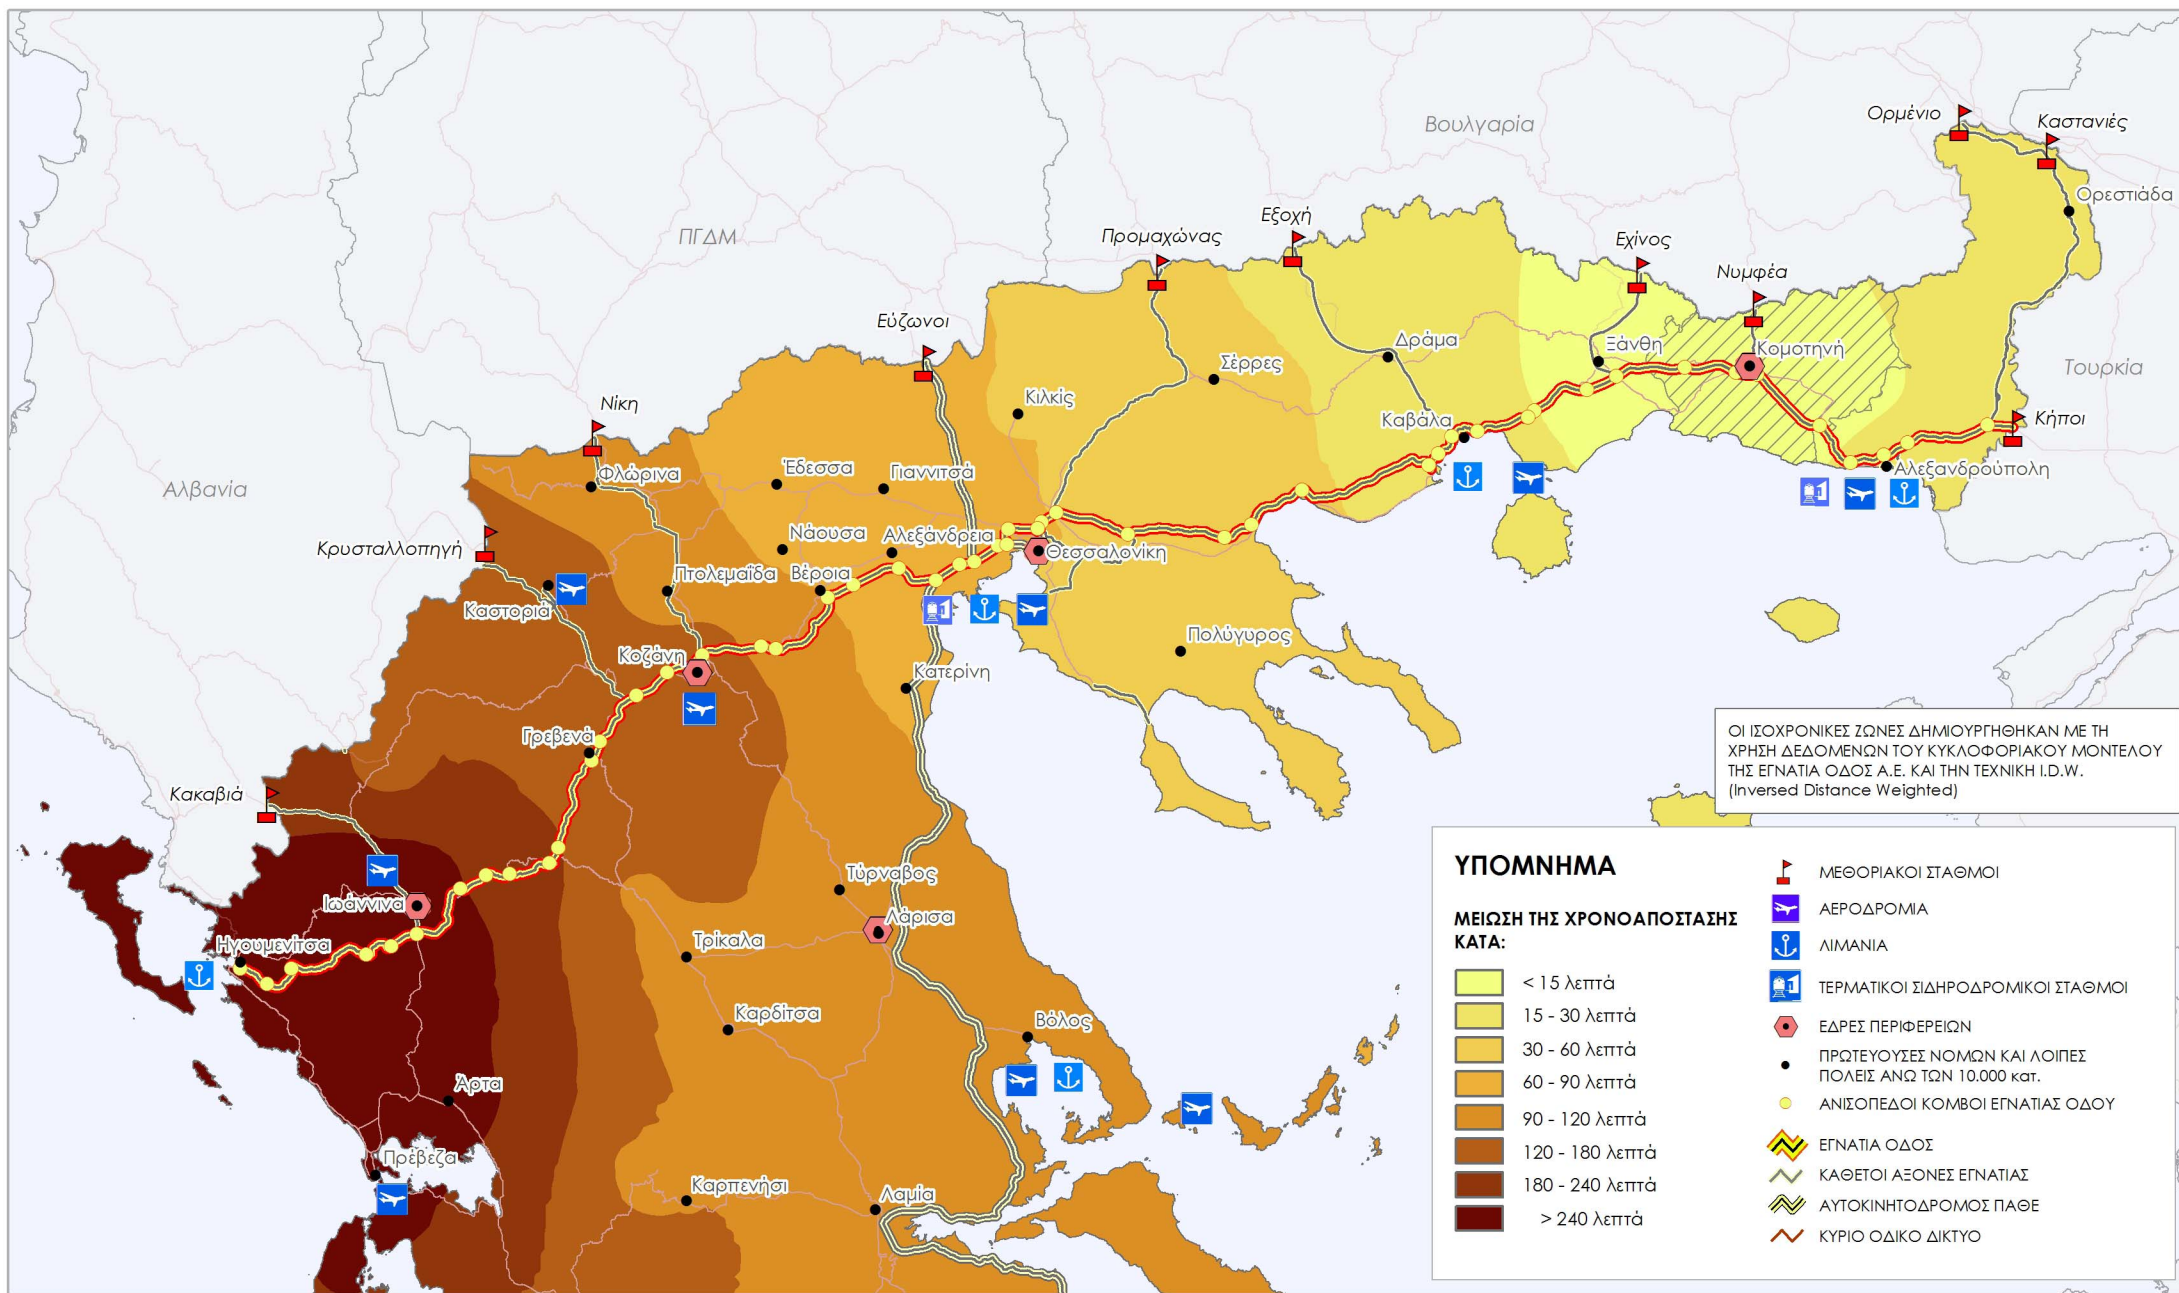 Ορμένιο
Καστανιές
Βουλγαρία
Ορεστιάδα
Εξοχή
Προμαχώνας
Εχίνος
ΠΓΔΜ
Νυμφέα
Εύζωνοι
Δράμα
Ξάνθη
Κομοτηνή
Σέρρες
Τουρκία
Κιλκίς
Νίκη
Καβάλα
Κήποι
Φλώρινα
Έδεσσα
Γιαννιτσά
Αλεξανδρούπολη
Αλβανία
Κρυσταλλοπηγή
Νάουσα
Αλεξάνδρεια
Θεσσαλονίκη
Πτολεμαΐδα
Βέροια
Καστοριά
Πολύγυρος
Κοζάνη
Κατερίνη
Γρεβενά
ΟΙ ΙΣΟΧΡΟΝΙΚΕΣ ΖΩΝΕΣ ΔΗΜΙΟΥΡΓΗΘΗΚΑΝ ΜΕ ΤΗ
ΧΡΗΣΗ ΔΕΔΟΜΕΝΩΝ ΤΟΥ ΚΥΚΛΟΦΟΡΙΑΚΟΥ ΜΟΝΤΕΛΟΥ
ΤΗΣ ΕΓΝΑΤΙΑ ΟΔΟΣ Α.Ε. ΚΑΙ ΤΗΝ ΤΕΧΝΙΚΗ I.D.W.
(Inversed Distance Weighted)
Κακαβιά
Τύρναβος
Ιωάννινα
Λάρισα
Ηγουμενίτσα
Τρίκαλα
Καρδίτσα
Βόλος
Άρτα
Πρέβεζα
Καρπενήσι
Λαμία
ΥΠΟΜΝΗΜΑ
ΜΕΙΩΣΗ ΤΗΣ ΧΡΟΝΟΑΠΟΣΤΑΣΗΣ
ΚΑΤΑ:
< 15 λεπτά
15 - 30 λεπτά
30 - 60 λεπτά
60 - 90 λεπτά
90 - 120 λεπτά
120 - 180 λεπτά
180 - 240 λεπτά
> 240 λεπτά
ΜΕΘΟΡΙΑΚΟΙ ΣΤΑΘΜΟΙ
ΑΕΡΟΔΡΟΜΙΑ
ΛΙΜΑΝΙΑ
ΤΕΡΜΑΤΙΚΟΙ ΣΙΔΗΡΟΔΡΟΜΙΚΟΙ ΣΤΑΘΜΟΙ
ΕΔΡΕΣ ΠΕΡΙΦΕΡΕΙΩΝ
ΠΡΩΤΕΥΟΥΣΕΣ ΝΟΜΩΝ ΚΑΙ ΛΟΙΠΕΣ
ΠΟΛΕΙΣ ΑΝΩ ΤΩΝ 10.000 κατ.
ΑΝΙΣΟΠΕΔΟΙ ΚΟΜΒΟΙ ΕΓΝΑΤΙΑΣ ΟΔΟΥ
ΕΓΝΑΤΙΑ ΟΔΟΣ
ΚΑΘΕΤΟΙ ΑΞΟΝΕΣ ΕΓΝΑΤΙΑΣ
ΑΥΤΟΚΙΝΗΤΟΔΡΟΜΟΣ ΠΑΘΕ
ΚΥΡΙΟ ΟΔΙΚΟ ΔΙΚΤΥΟ